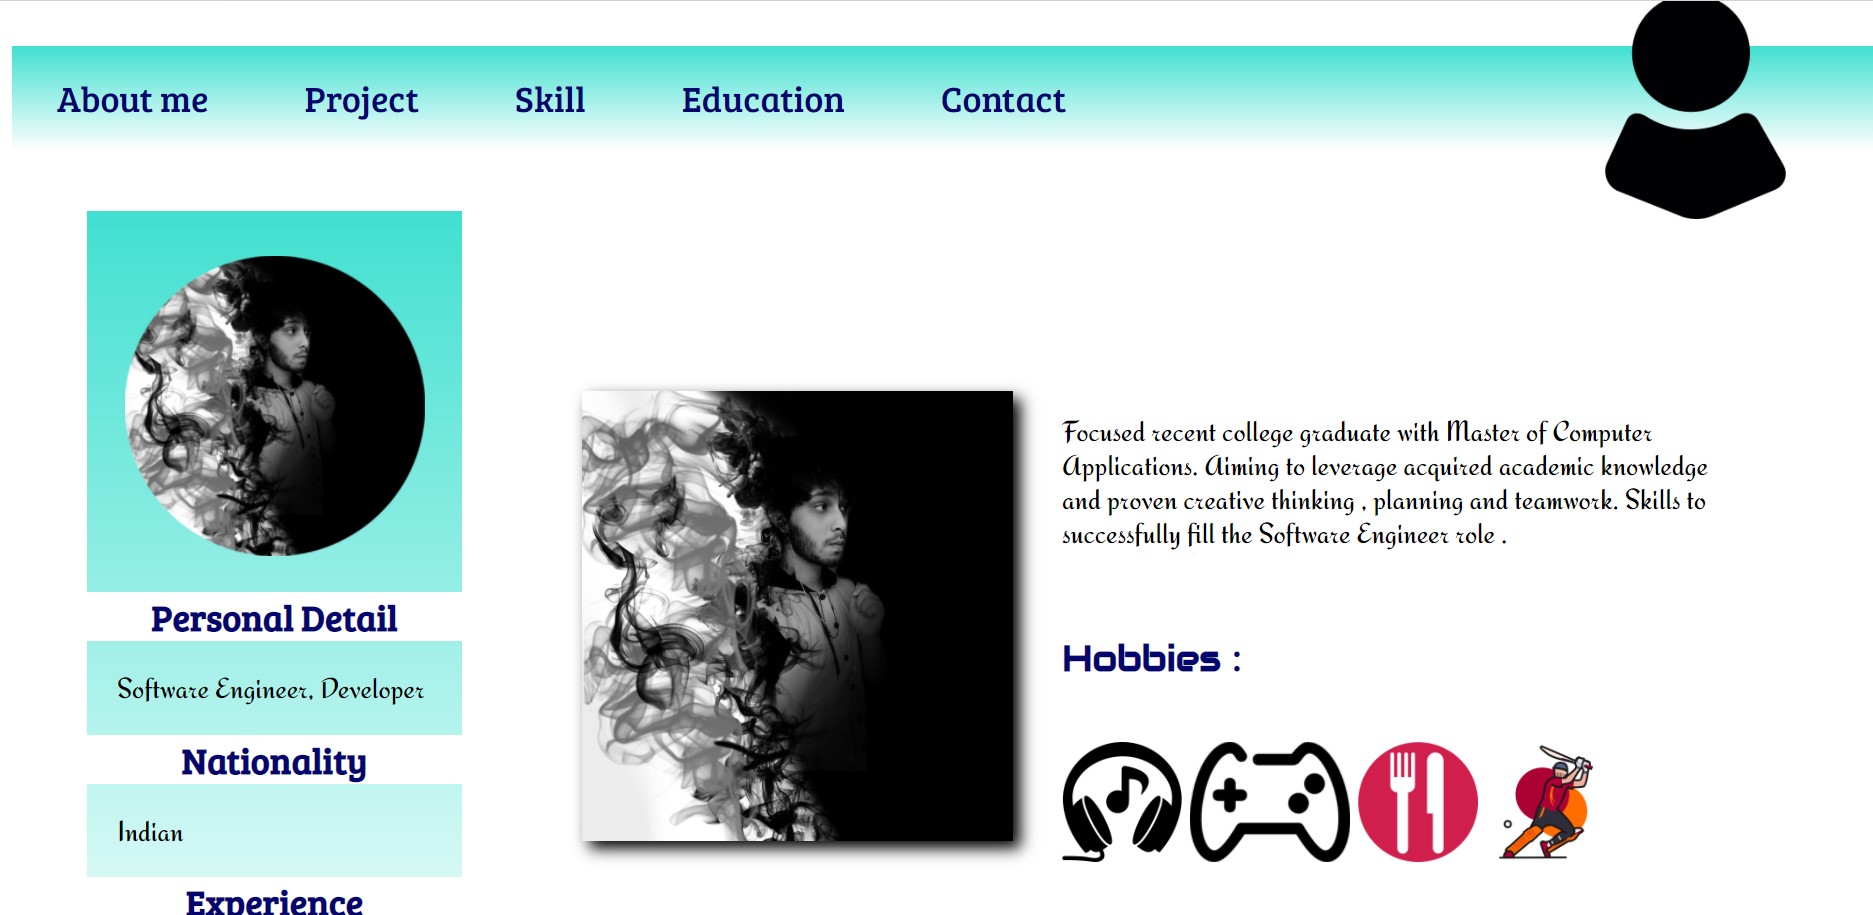 About me
Project
Skill
Education
Contact
Personal Detail
Software Engineer, Developer
Nationality
Indian
Experience
Focused recent college graduate with Master of Computer
Applications. Aiming to leverage acquired academic knowledge
and proven creative thinking , planning and teamwork. Skills to
successfully fill the Software Engineer role .
Hobbies :